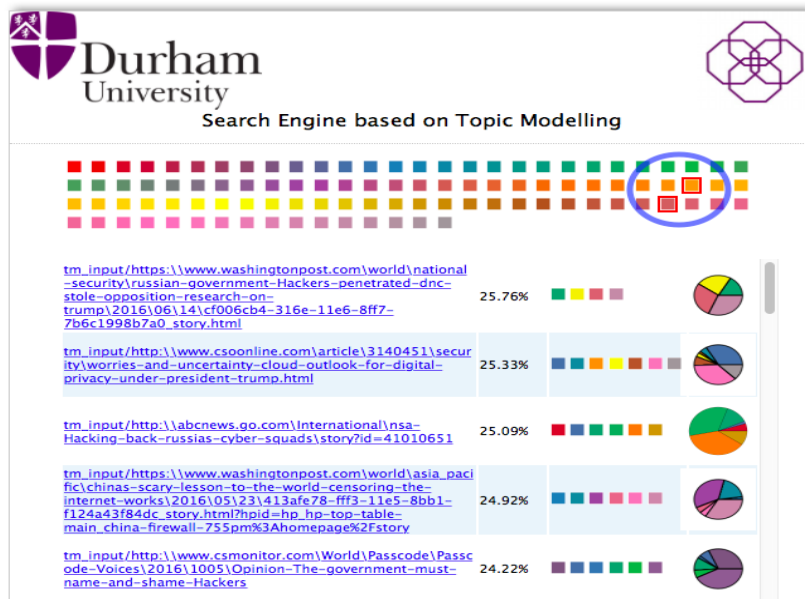 Durham
University
Search Engine based on Topic Modelling
tm_input/https:\\www.washingtonpost.com\world\national
-security\russian-government-Hackers-penetrated-dnc-
stole-opposition-research-on-
trump\2016\06\14\cf006cb4-316e-11e6-8ff7-
7b6c1998b7a0_story.html
25.76%
tm_input/http:\\www.csoonline.com\article\3140451\secur
ity\worries-and-uncertainty-cloud-outlook-for-digital-
privacy-under-president-trump.html
25.33%
tm_input/http:\\abcnews.go.com\International\nsa-
Hacking-back-russias-cyber-squads\story?id=41010651
25.09%
tm_input/https:\\www.washingtonpost.com\world\asia_paci
fic\chinas-scary-lesson-to-the-world-censoring-the-
internet-works\2016\05\23\413afe78-fff3-11e5-8bb1-
f124a43f84dc_story.html?hpid=hp_hp-top-table-
main_china-firewall-755pm%3Ahomepage%2Fstory
24.92%
tm_input/http:\\www.csmonitor.com\World\Passcode\Passc
ode-Voices\2016\1005\Opinion-The-government-must-
name-and-shame-Hackers
24.22%